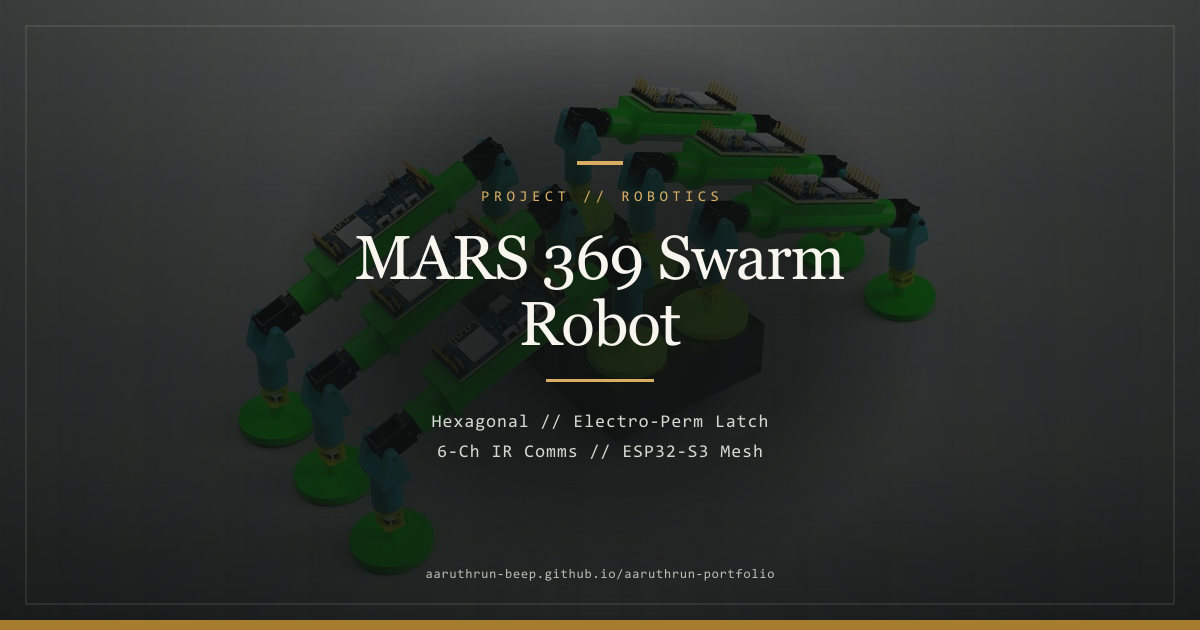 PROJECT // ROBOTICS
MARS 369 Swarm
Robot
Hexagonal // Electro-Perm Latch
6-Ch IR Comms // ESP32-S3 Mesh
aaruthrun-beep.github.io/aaruthrun-portfolio